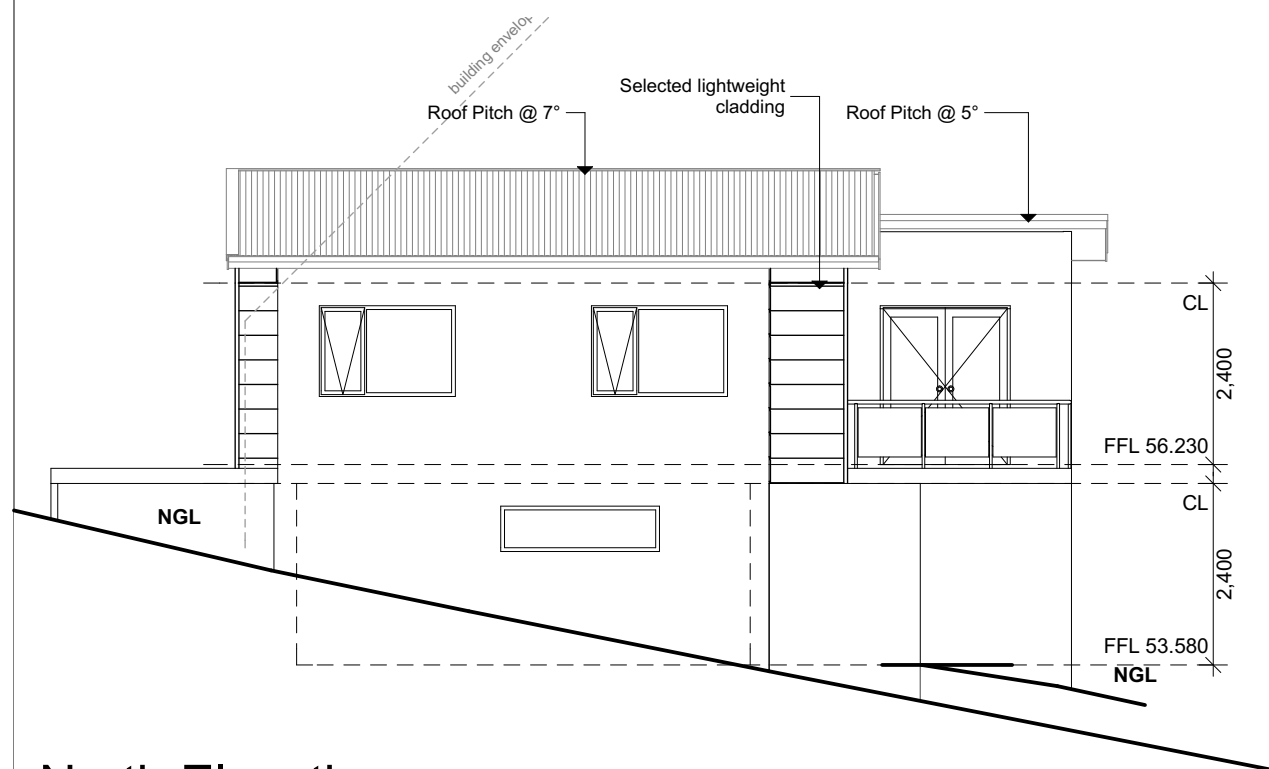 building envelop
Selected lightweight
cladding
Roof Pitch @ 7°
Roof Pitch @ 5°
CL
2,400
FFL 56.230
CL
NGL
2,400
FFL 53.580
NGL